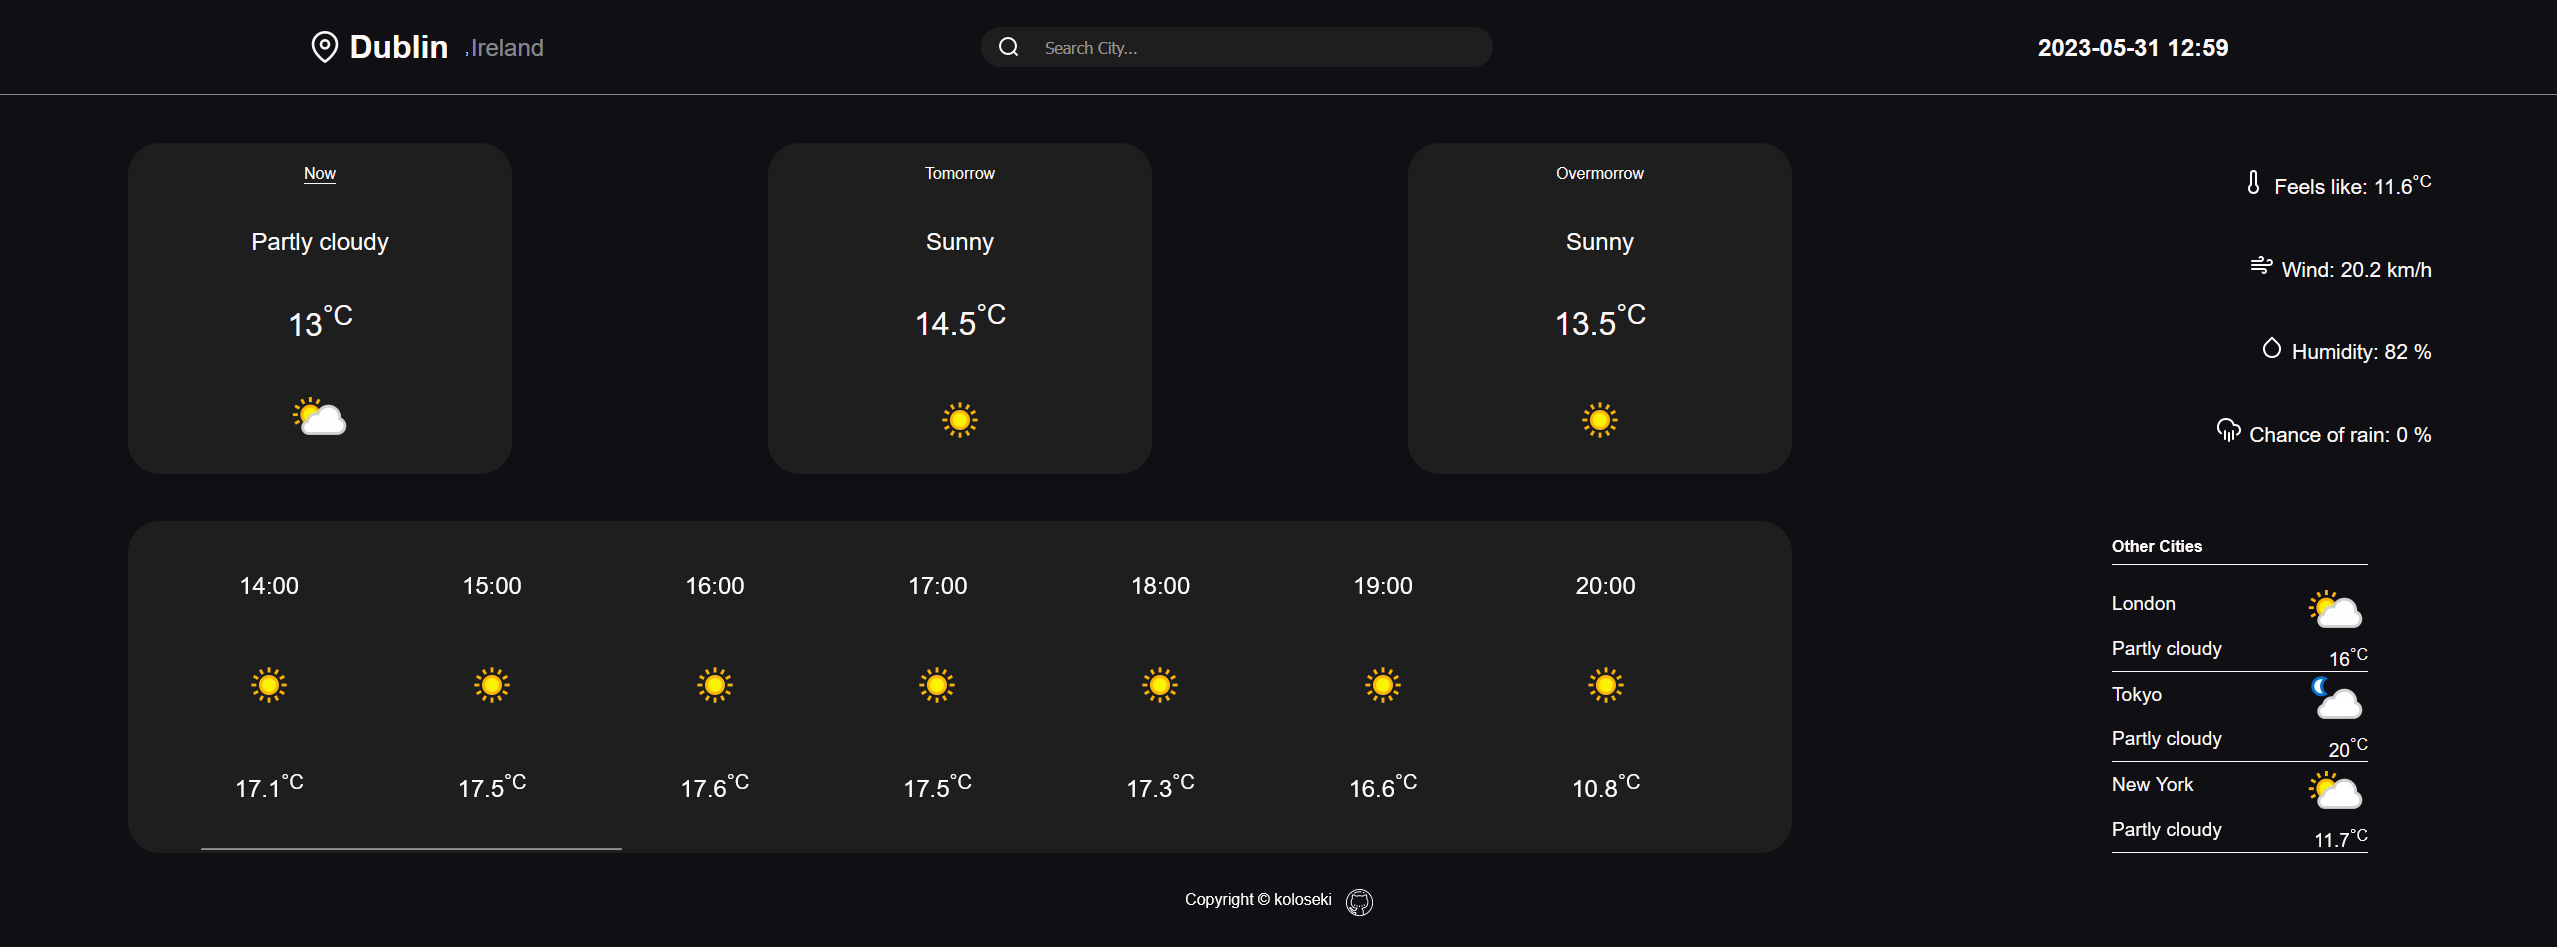 Dublin ,Ireland
Search City...
2023-05-31 12:59
Now
Partly cloudy
13°C
Tomorrow
Sunny
14.5°C
Overmorrow
Sunny
13.5°C
Feels like: 11.6°C
Wind: 20.2 km/h
Humidity: 82 %
Chance of rain: 0 %
14:00 15:00 16:00 17:00 18:00 19:00 20:00
17.1°C 17.5°C 17.6°C 17.5°C 17.3°C 16.6°C 10.8°C
Other Cities
London
Partly cloudy 16°C
Tokyo
Partly cloudy 20°C
New York
Partly cloudy 11.7°C
Copyright © koloseki